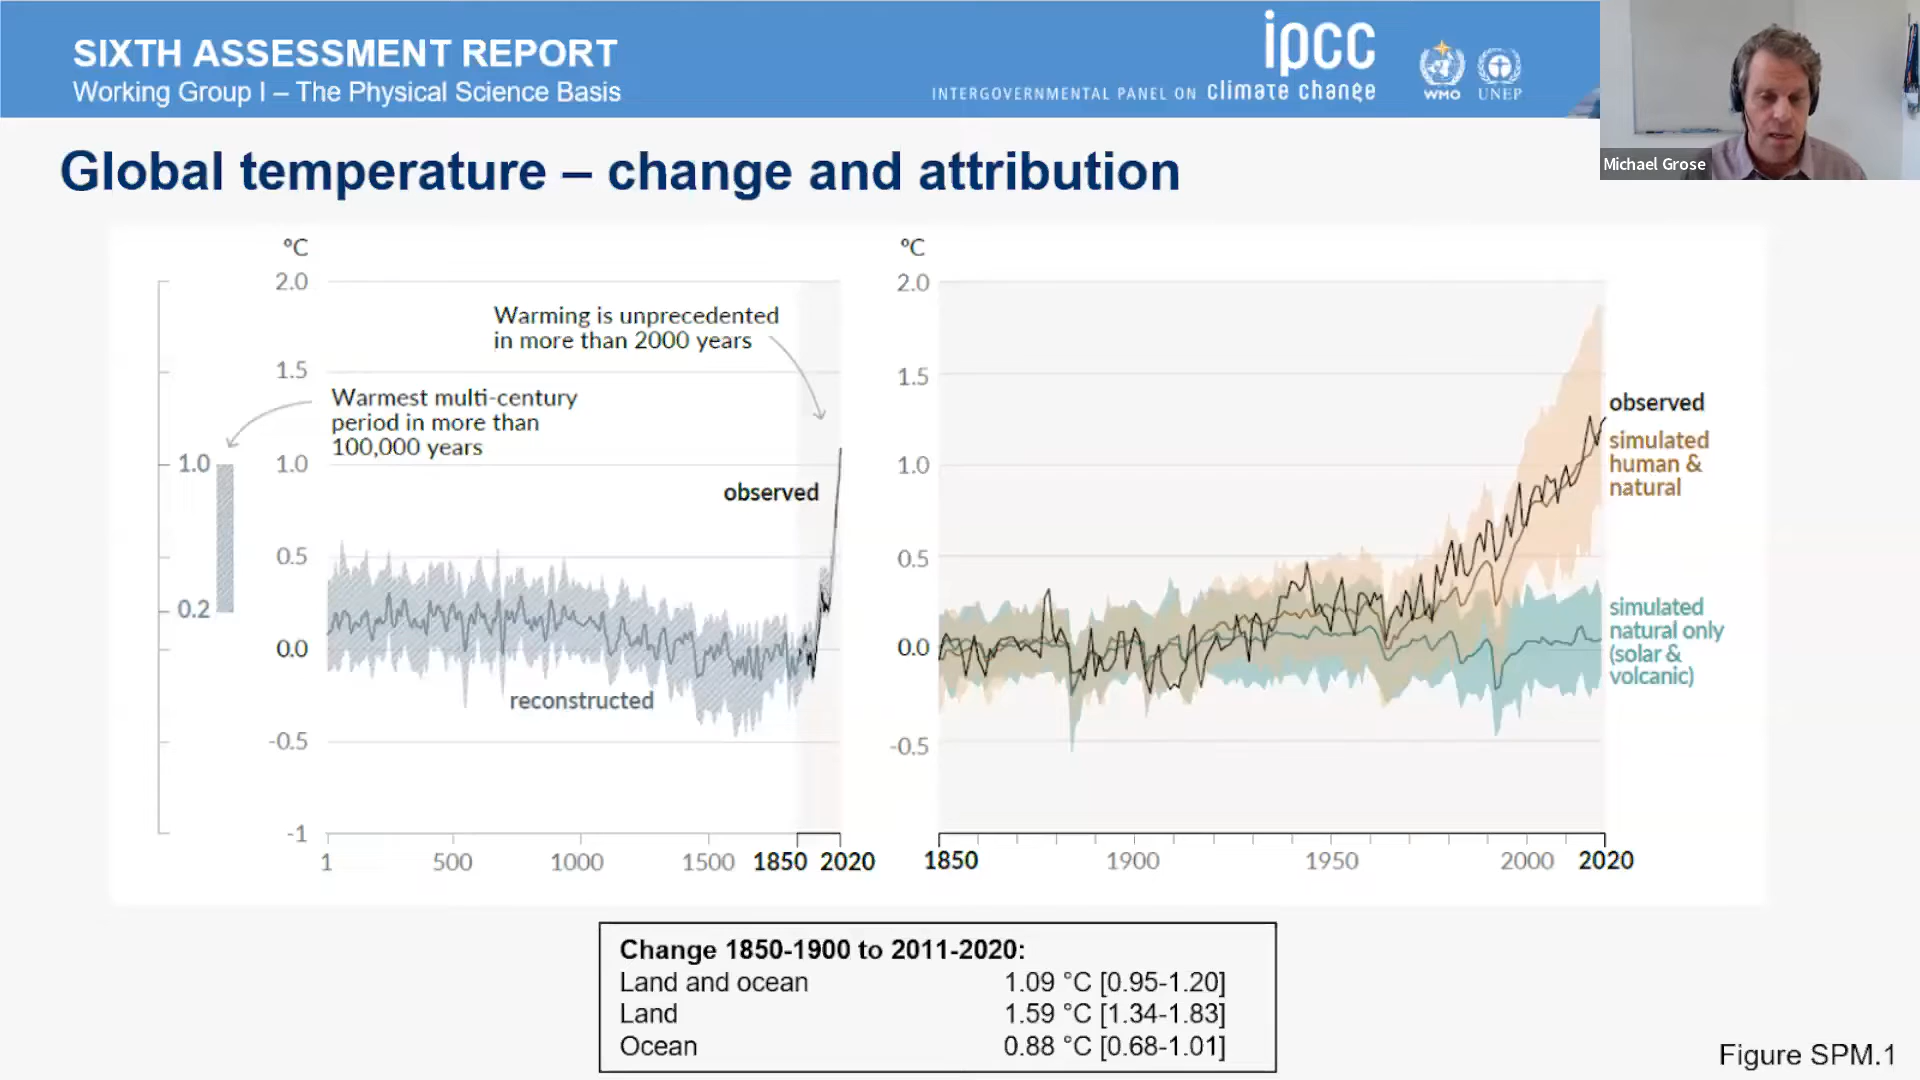 SIXTH ASSESSMENT REPORT
Working Group I – The Physical Science Basis
ipcc
INTERGOVERNMENTAL PANEL ON climate change
WMO
UNEP
Michael Grose
Global temperature – change and attribution
°C
2.0
1.5
1.0
0.5
0.0
-0.5
-1
1.0
0.2
Warming is unprecedented
in more than 2000 years
Warmest multi-century
period in more than
100,000 years
observed
reconstructed
1 500 1000 1500 1850 2020
°C
2.0
1.5
1.0
0.5
0.0
-0.5
observed
simulated
human &
natural
simulated
natural only
(solar &
volcanic)
1850 1900 1950 2000 2020
Change 1850-1900 to 2011-2020:
Land and ocean 1.09 °C [0.95-1.20]
Land 1.59 °C [1.34-1.83]
Ocean 0.88 °C [0.68-1.01]
Figure SPM.1